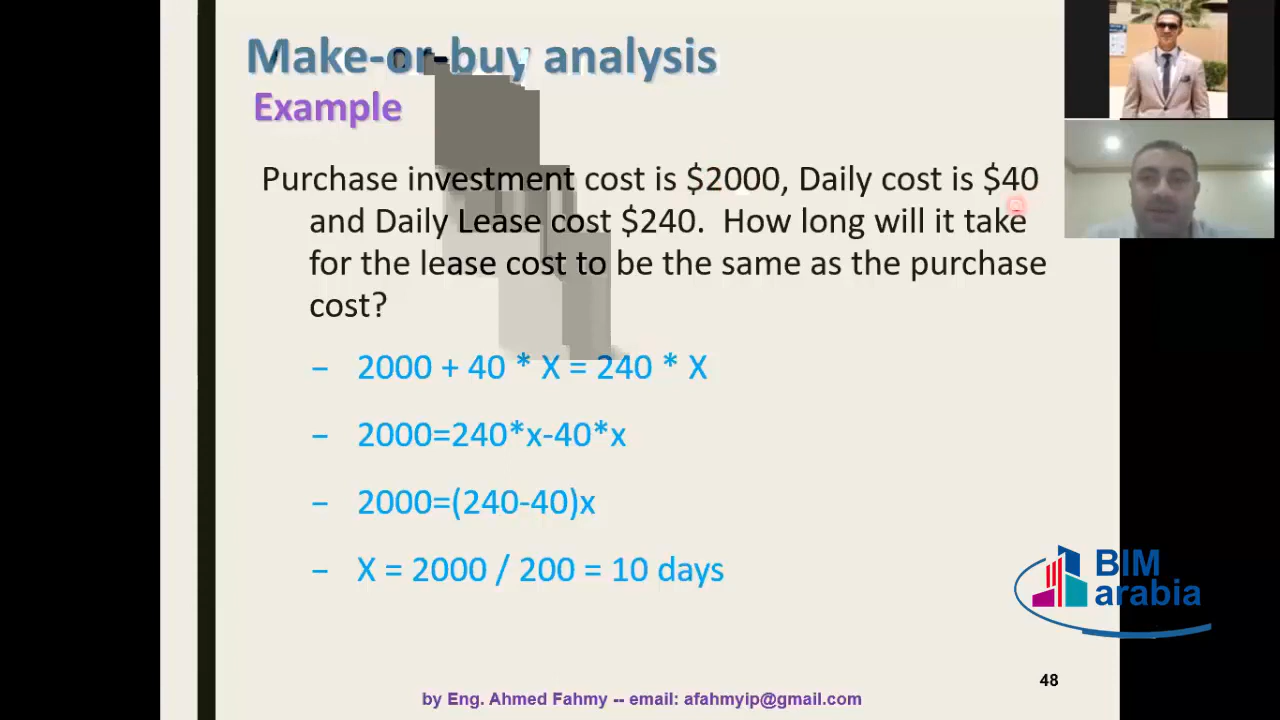 Make-or-buy analysis
Example
Purchase investment cost is $2000, Daily cost is $40
and Daily Lease cost $240. How long will it take
for the lease cost to be the same as the purchase
cost?
– 2000 + 40 * X = 240 * X
– 2000=240*x-40*x
– 2000=(240-40)x
– X = 2000 / 200 = 10 days
BIM
arabia
48
by Eng. Ahmed Fahmy -- email: afahmyip@gmail.com